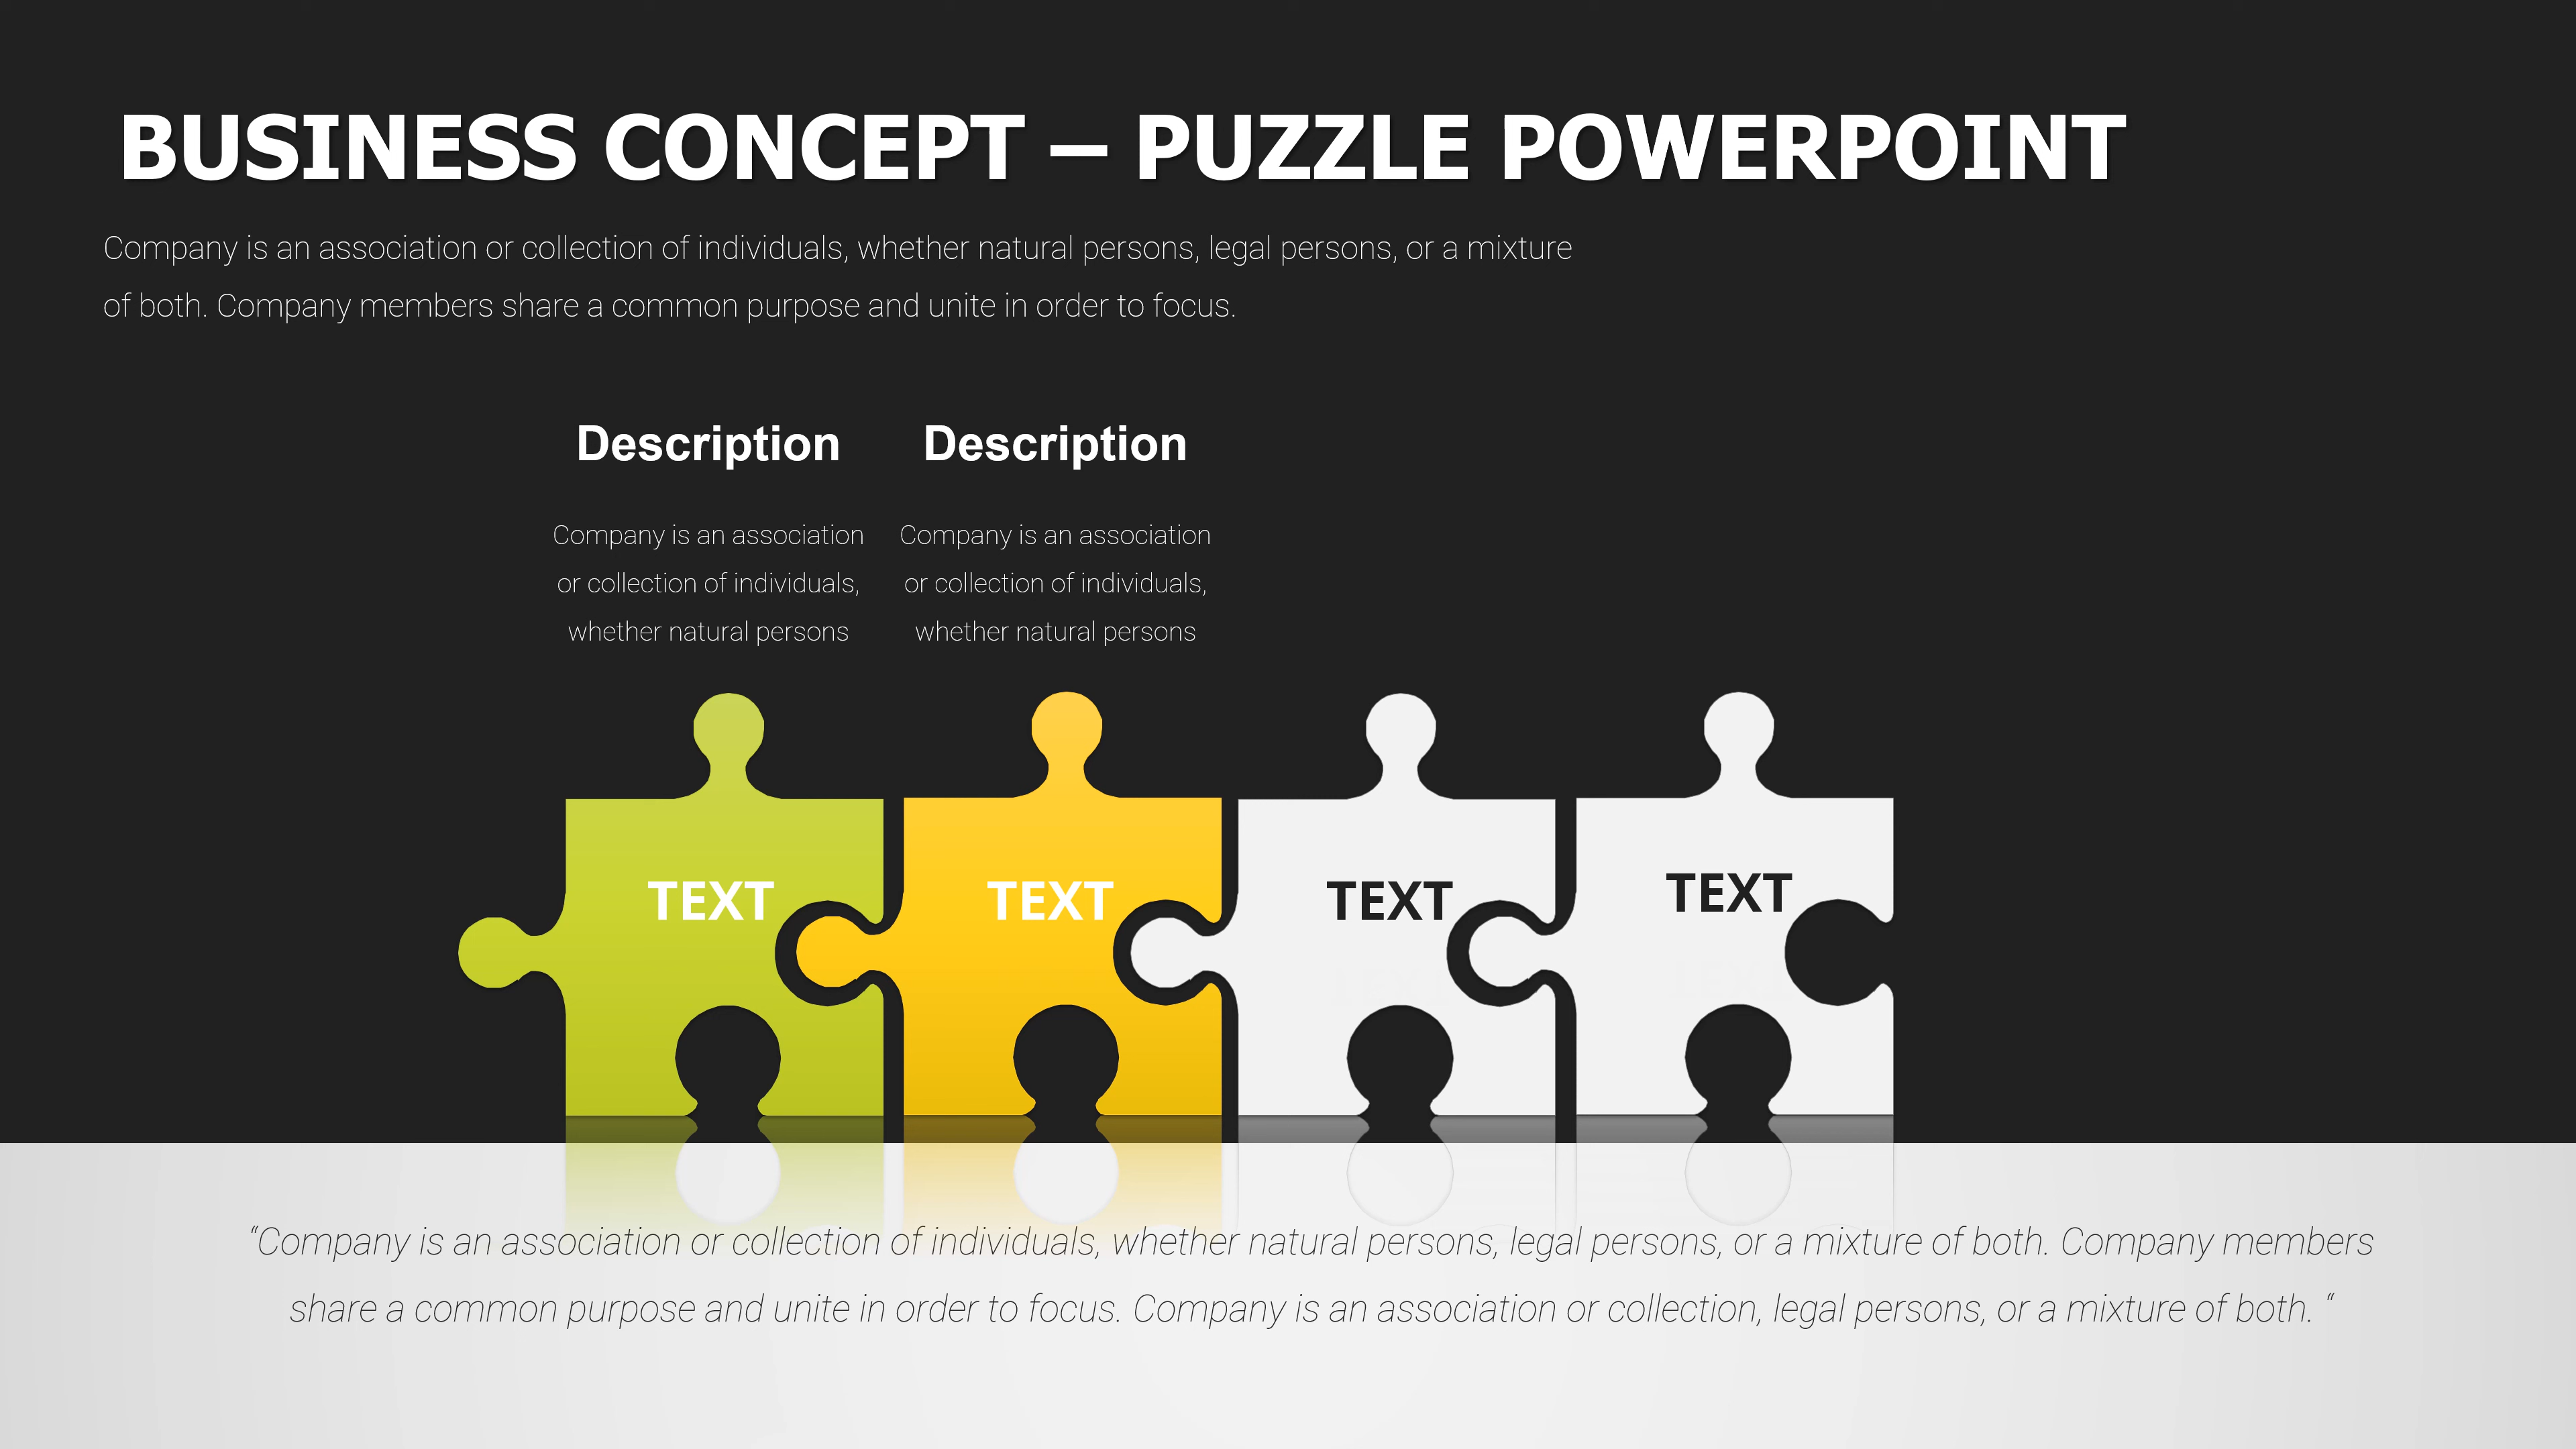 BUSINESS CONCEPT – PUZZLE POWERPOINT
Company is an association or collection of individuals, whether natural persons, legal persons, or a mixture
of both. Company members share a common purpose and unite in order to focus.
Description
Company is an association
or collection of individuals,
whether natural persons
Description
Company is an association
or collection of individuals,
whether natural persons
TEXT
TEXT
TEXT
TEXT
“Company is an association or collection of individuals, whether natural persons, legal persons, or a mixture of both. Company members
share a common purpose and unite in order to focus. Company is an association or collection, legal persons, or a mixture of both. “